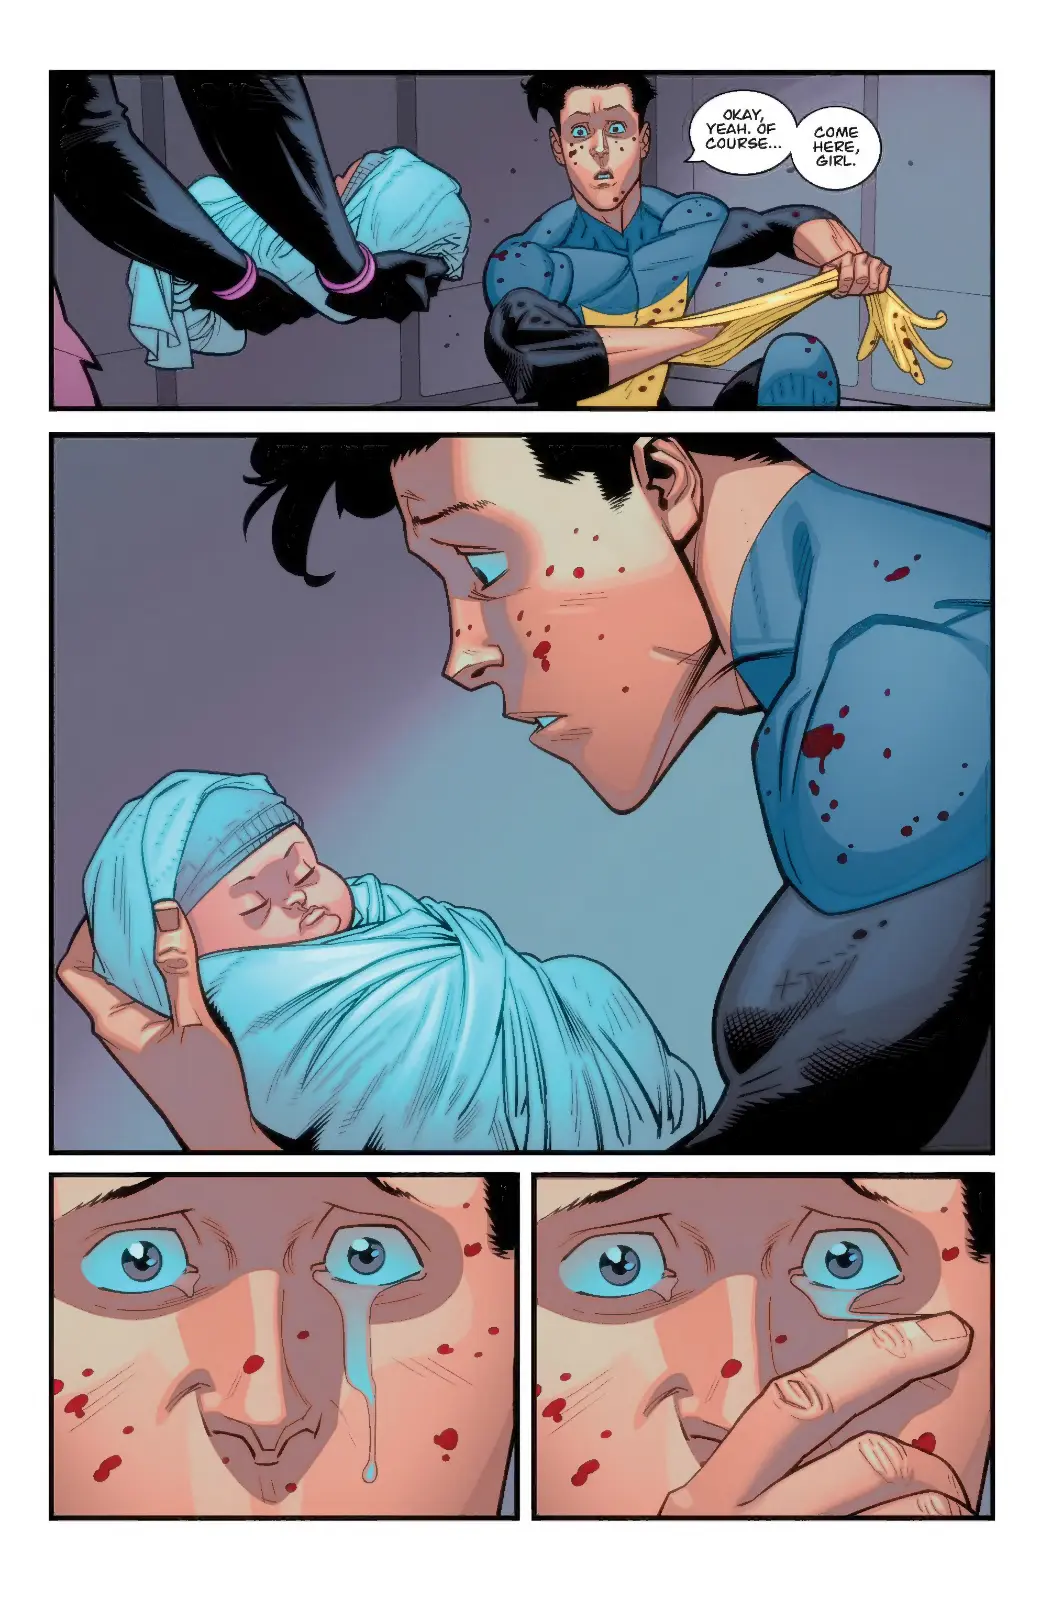 OKAY,
YEAH. OF
COURSE...
COME
HERE,
GIRL.